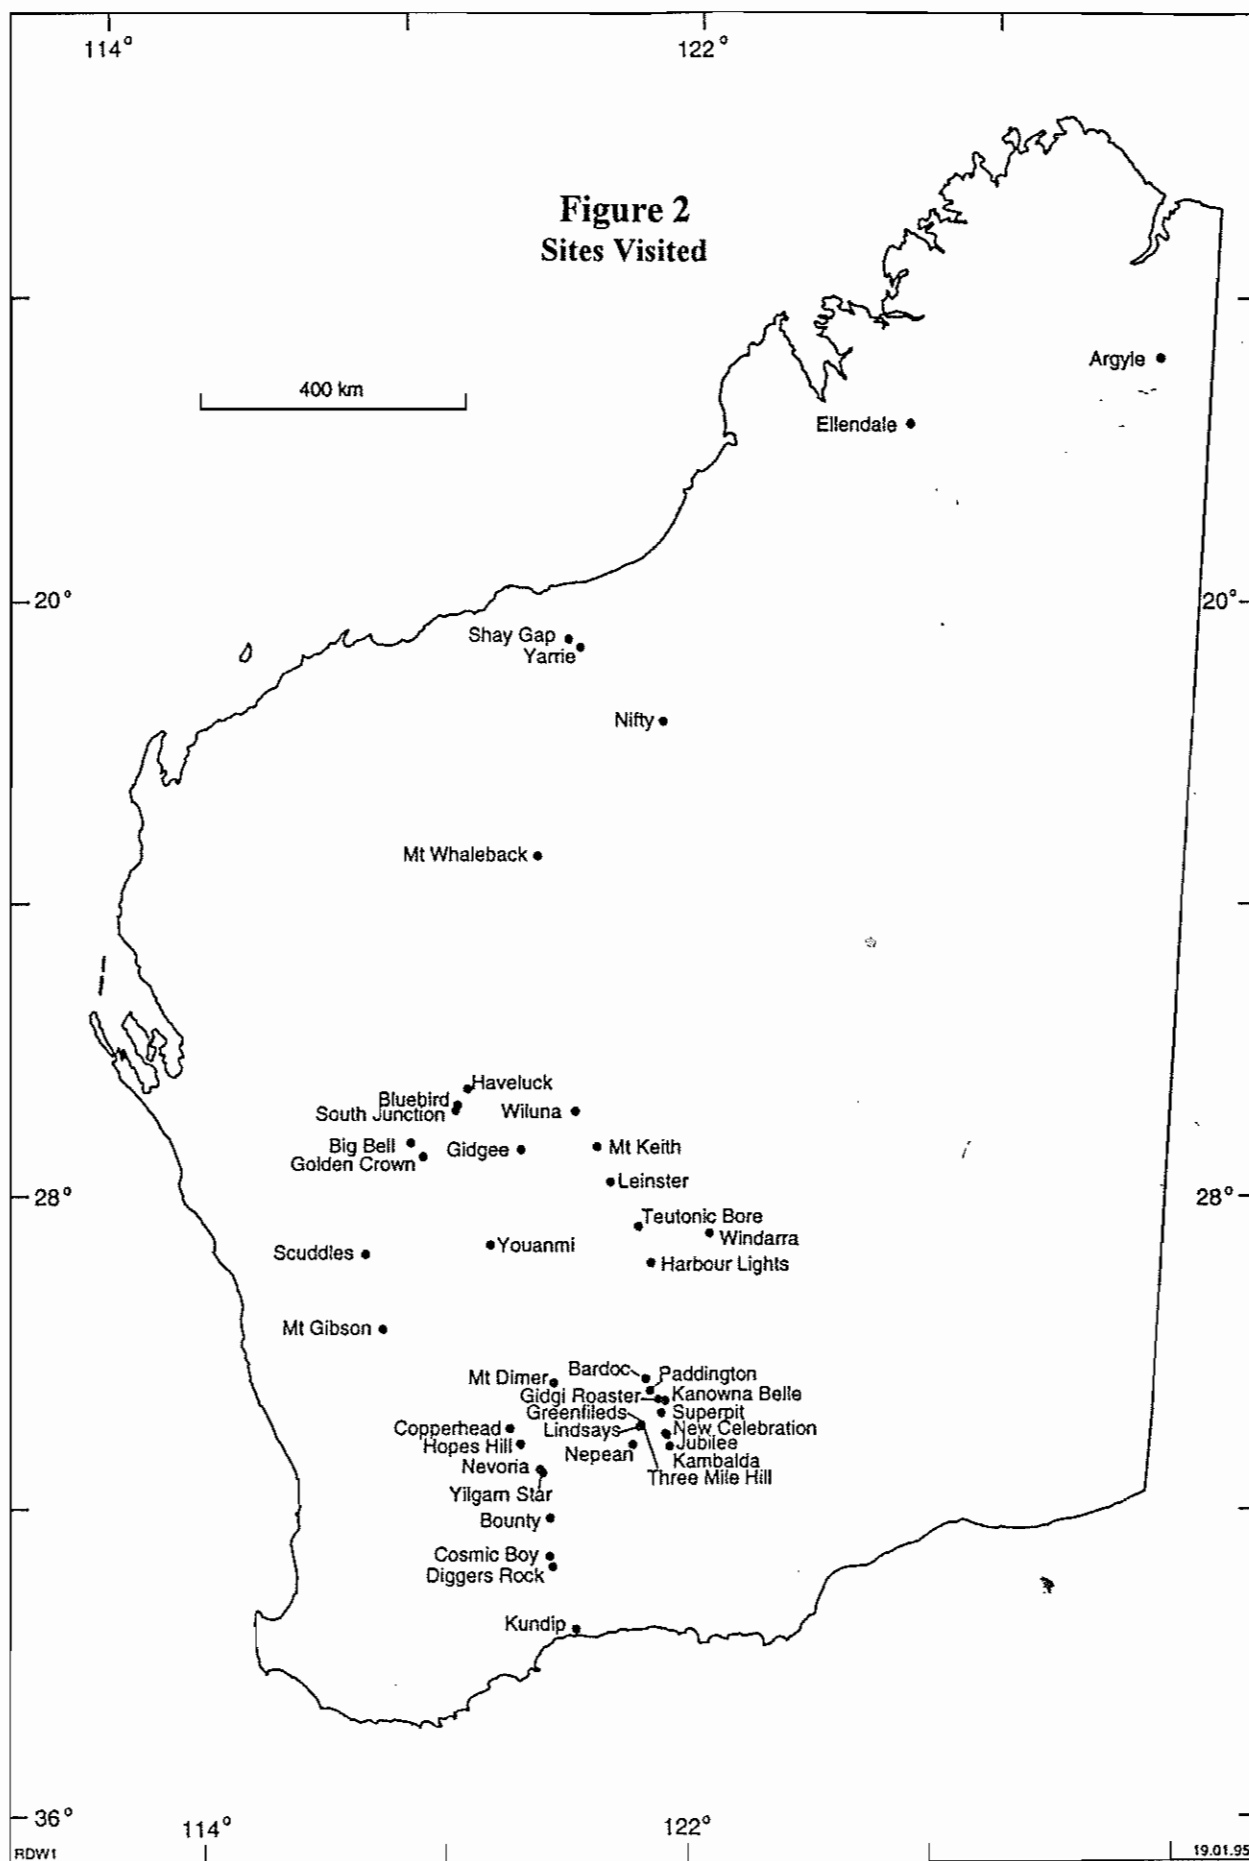 114°
122°
Figure 2
Sites Visited
400 km
Argyle
Ellendale
20°
20°
Shay Gap
Yarrie
Nifty
Mt Whaleback
Haveluck
Bluebird
South Junction
Wiluna
Big Bell
Gidgee
Mt Keith
Golden Crown
Leinster
28°
28°
Teutonic Bore
Windarra
Youanmi
Scuddles
Harbour Lights
Mt Gibson
Bardoc
Paddington
Mt Dimer
Gidgi Roaster
Kanowna Belle
Greenfileds
Superpit
Copperhead
Lindsays
New Celebration
Hopes Hill
Nepean
Jubilee
Kambalda
Nevoria
Three Mile Hill
Yilgarn Star
Bounty
Cosmic Boy
Diggers Rock
Kundip
36°
114°
122°
RDW1
19.01.95